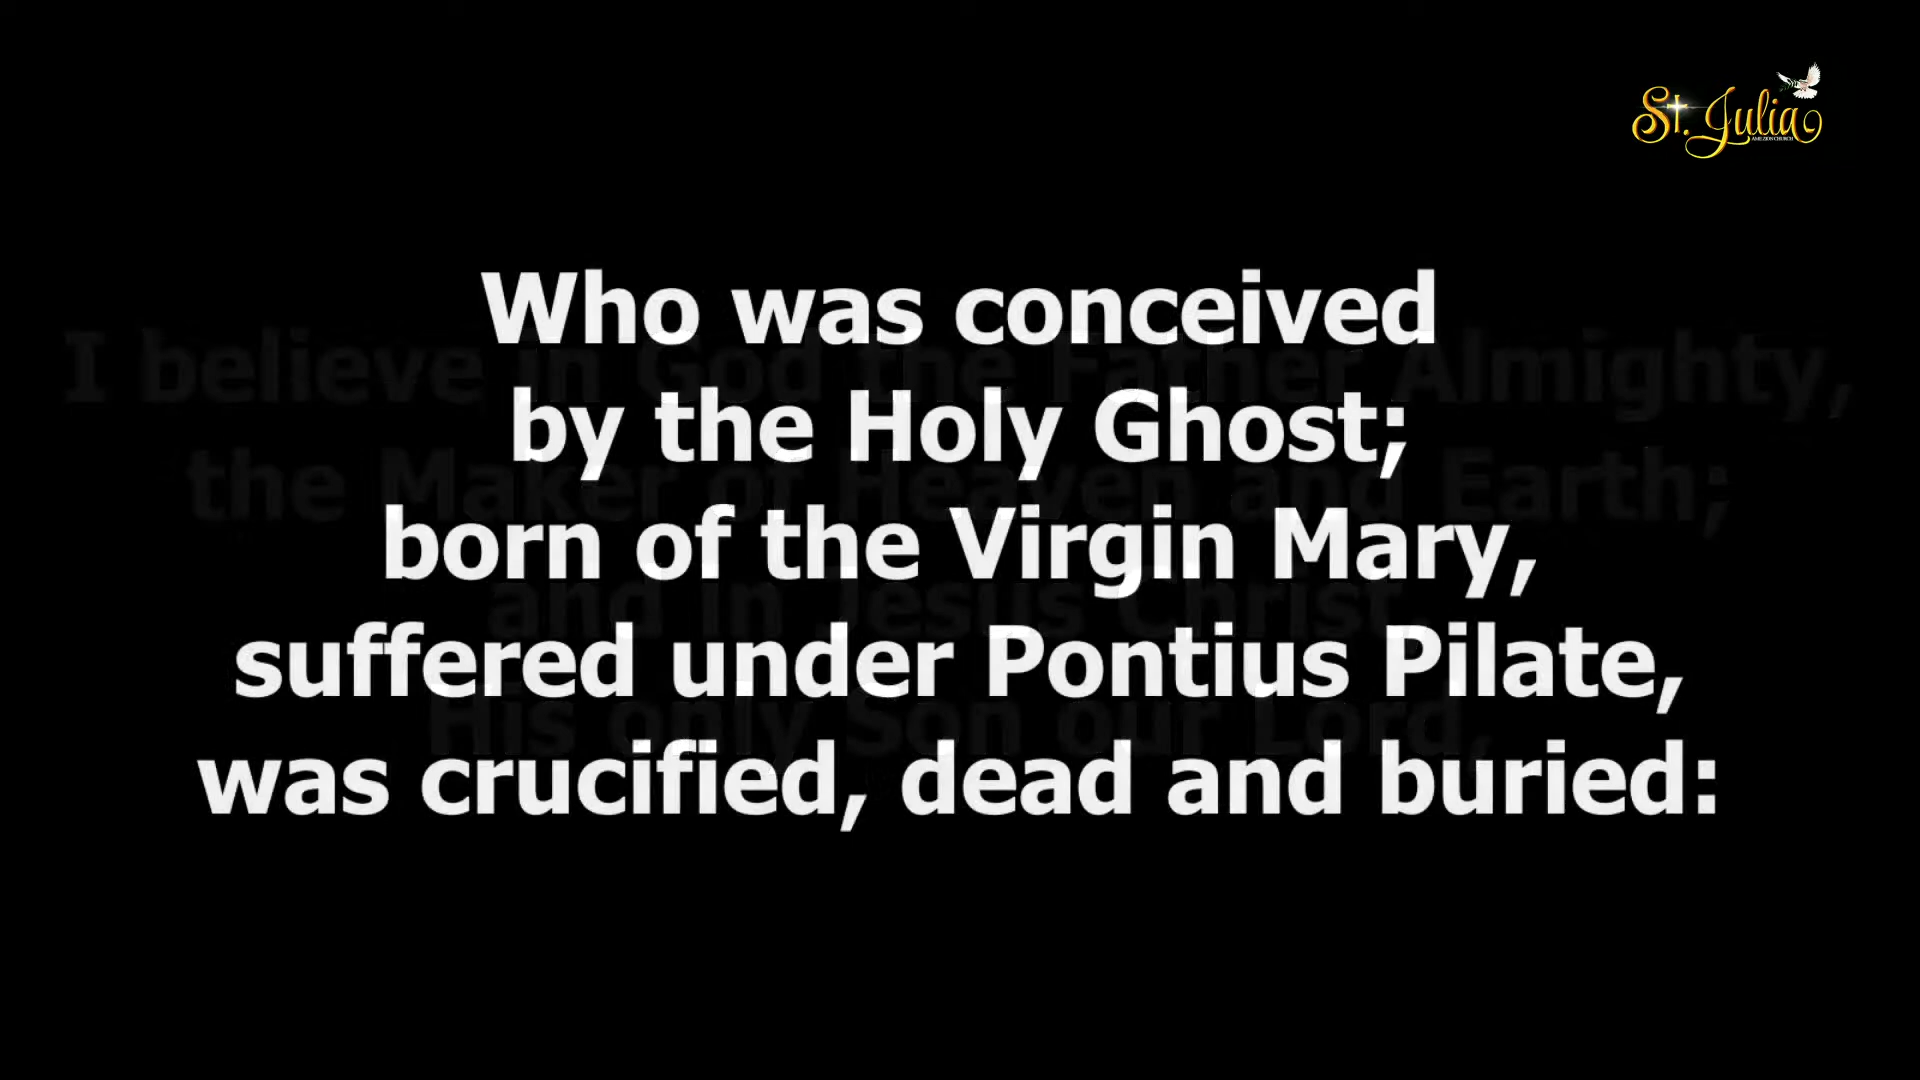 St. Julia
AME ZION CHURCH
Who was conceived
by the Holy Ghost;
born of the Virgin Mary,
suffered under Pontius Pilate,
was crucified, dead and buried:
I believe in God the Father Almighty,
the Maker of Heaven and Earth;
and in Jesus Christ
His only Son our Lord,